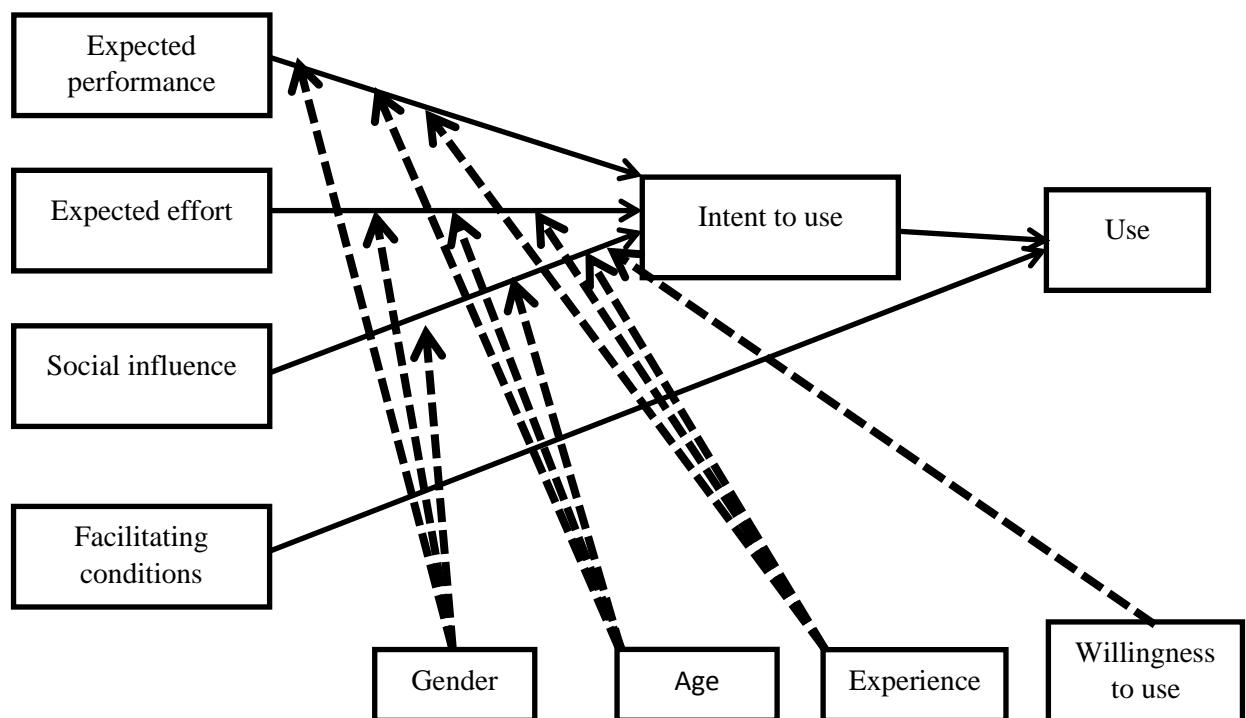 Expected
performance
Expected effort
Intent to use
Use
Social influence
Facilitating
conditions
Gender
Age
Experience
Willingness
to use